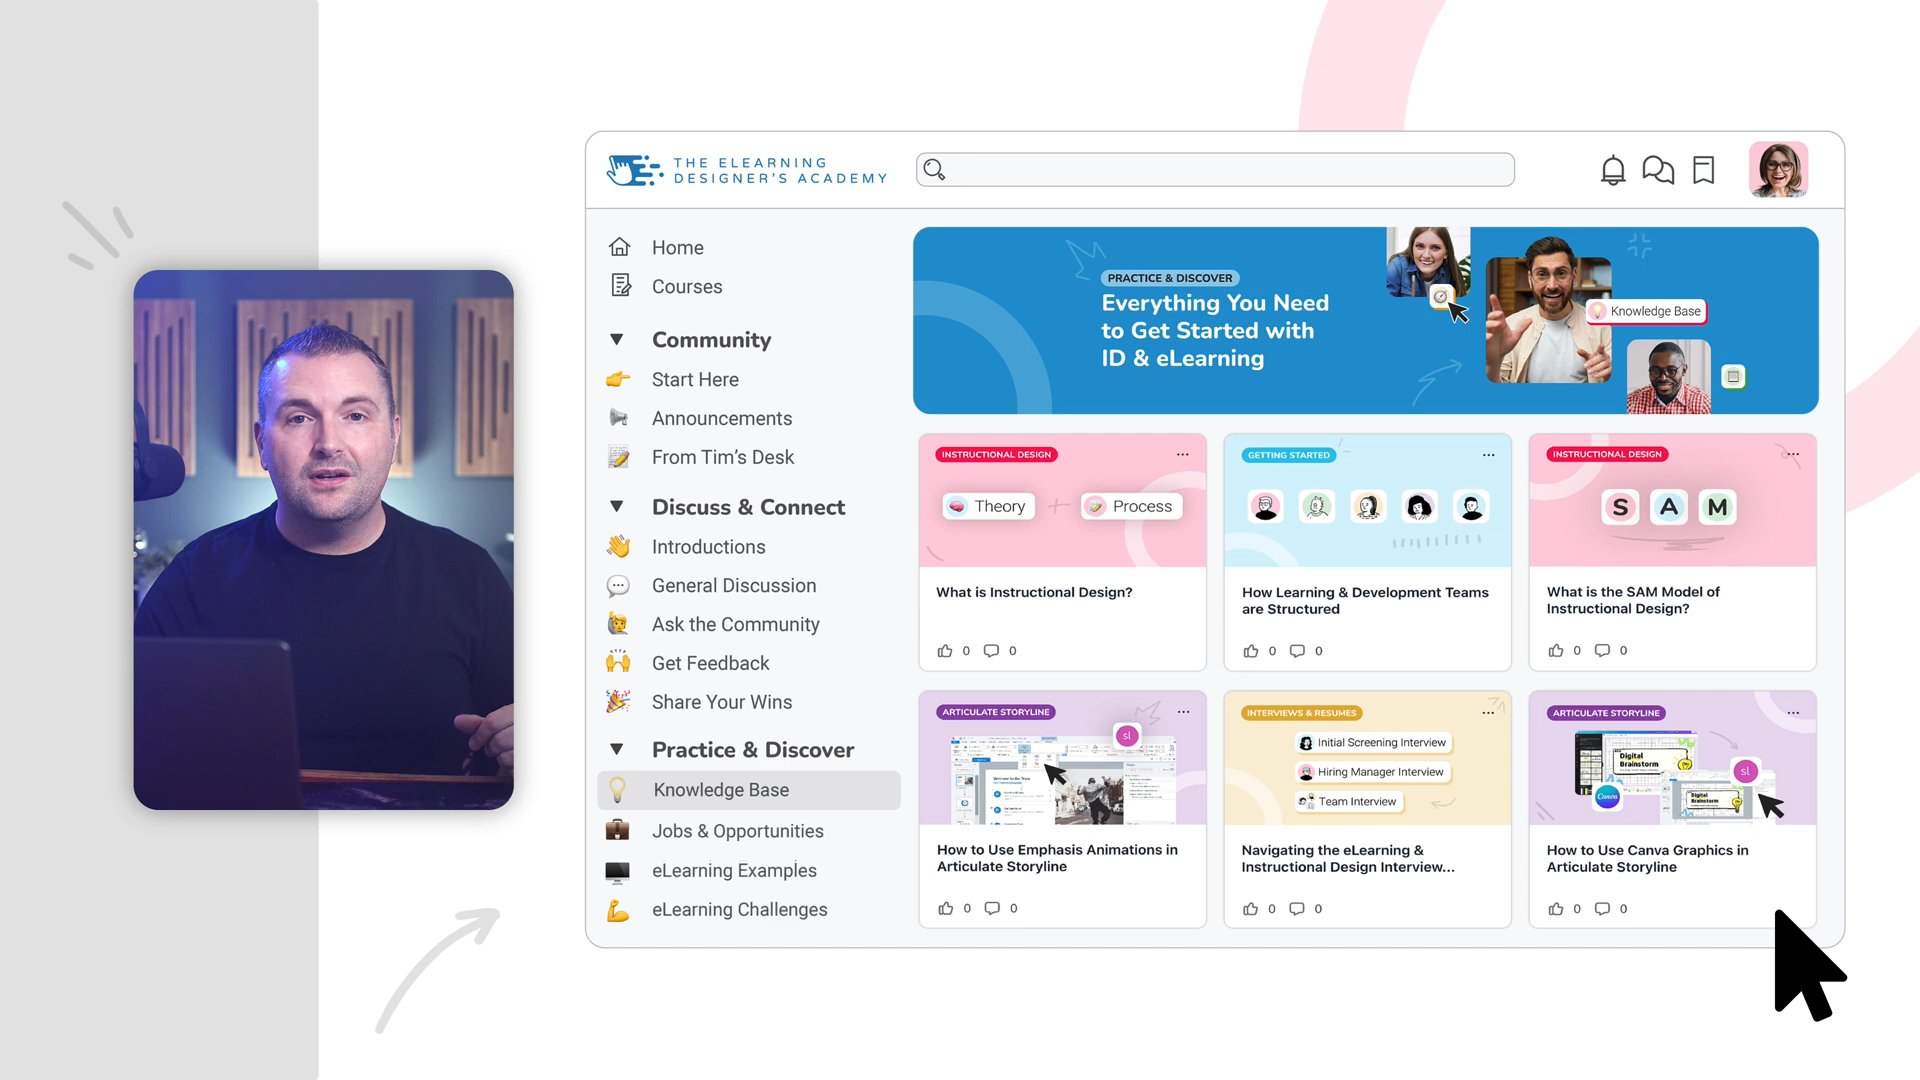 THE ELEARNING
DESIGNER'S ACADEMY
Home
Courses
Community
Start Here
Announcements
From Tim's Desk
Discuss & Connect
Introductions
General Discussion
Ask the Community
Get Feedback
Share Your Wins
Practice & Discover
Knowledge Base
Jobs & Opportunities
eLearning Examples
eLearning Challenges
PRACTICE & DISCOVER
Everything You Need
to Get Started with
ID & eLearning
Knowledge Base
INSTRUCTIONAL DESIGN
Theory
Process
What is Instructional Design?
0
0
GETTING STARTED
How Learning & Development Teams
are Structured
0
0
INSTRUCTIONAL DESIGN
S A M
What is the SAM Model of
Instructional Design?
0
0
ARTICULATE STORYLINE
sl
How to Use Emphasis Animations in
Articulate Storyline
0
0
INTERVIEWS & RESUMES
Initial Screening Interview
Hiring Manager Interview
Team Interview
Navigating the eLearning &
Instructional Design Interview...
0
0
ARTICULATE STORYLINE
Digital
Brainstorm
sl
Canva
Digital
Brainstorm
How to Use Canva Graphics in
Articulate Storyline
0
0